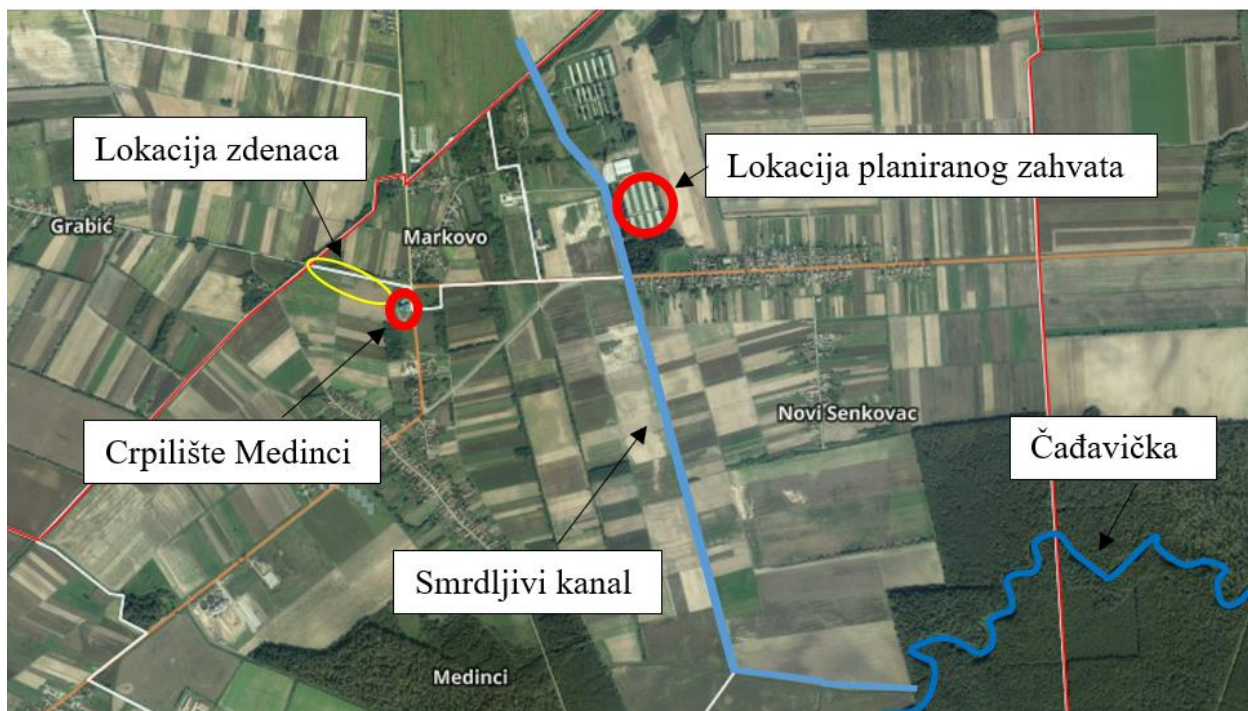 Lokacija zdenaca
Lokacija planiranog zahvata
Grabić
Markovo
Crpilište Medinci
Novi Senkovac
Čađavička
Smrdljivi kanal
Medinci